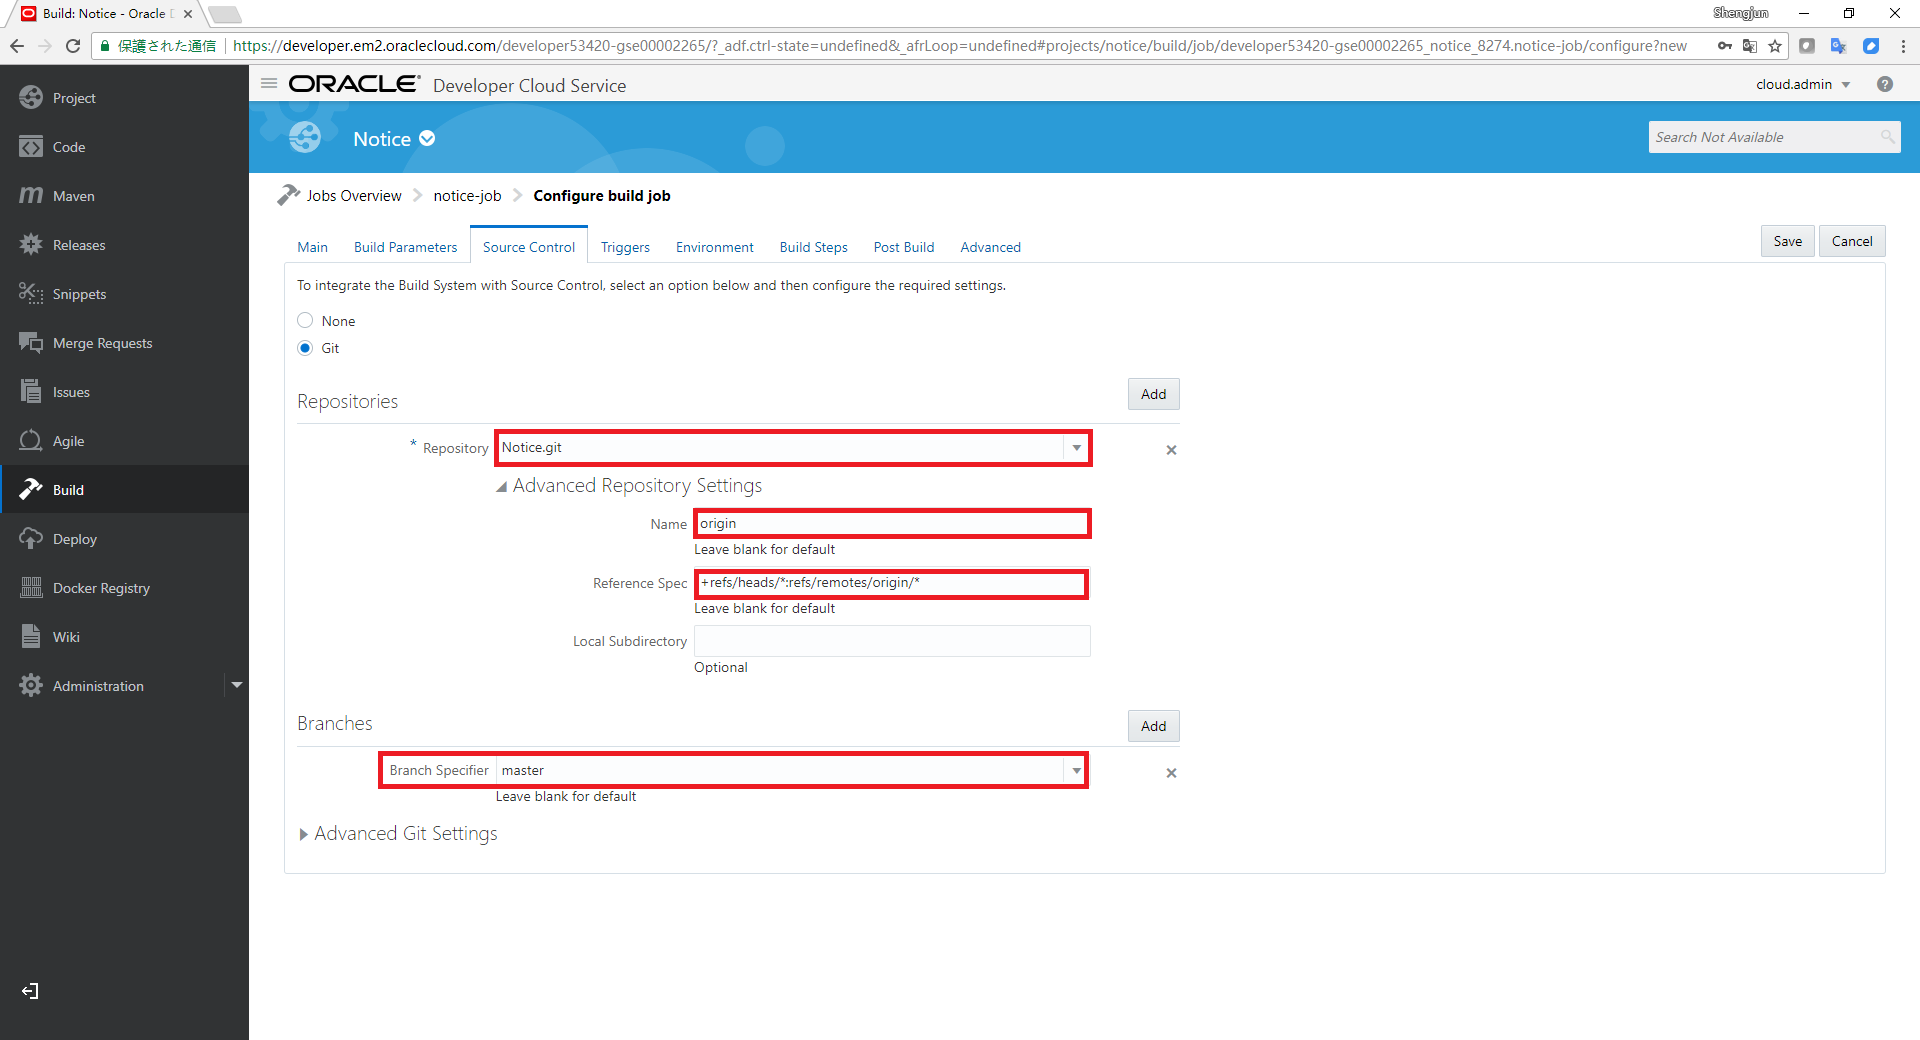 Build: Notice - Oracle
Shengjun
保護された通信
https://developer.em2.oraclecloud.com/developer53420-gse00002265/?_adf.ctrl-state=undefined&_afrLoop=undefined#projects/notice/build/job/developer53420-gse00002265_notice_8274.notice-job/configure?new
ORACLE Developer Cloud Service
cloud.admin
Project
Code
Maven
Releases
Snippets
Merge Requests
Issues
Agile
Build
Deploy
Docker Registry
Wiki
Administration
Notice
Search Not Available
Jobs Overview notice-job Configure build job
Main Build Parameters Source Control Triggers Environment Build Steps Post Build Advanced
Save Cancel
To integrate the Build System with Source Control, select an option below and then configure the required settings.
None
Git
Repositories
Add
* Repository Notice.git
Advanced Repository Settings
Name origin
Leave blank for default
Reference Spec +refs/heads/*:refs/remotes/origin/*
Leave blank for default
Local Subdirectory
Optional
Branches
Add
Branch Specifier master
Leave blank for default
Advanced Git Settings